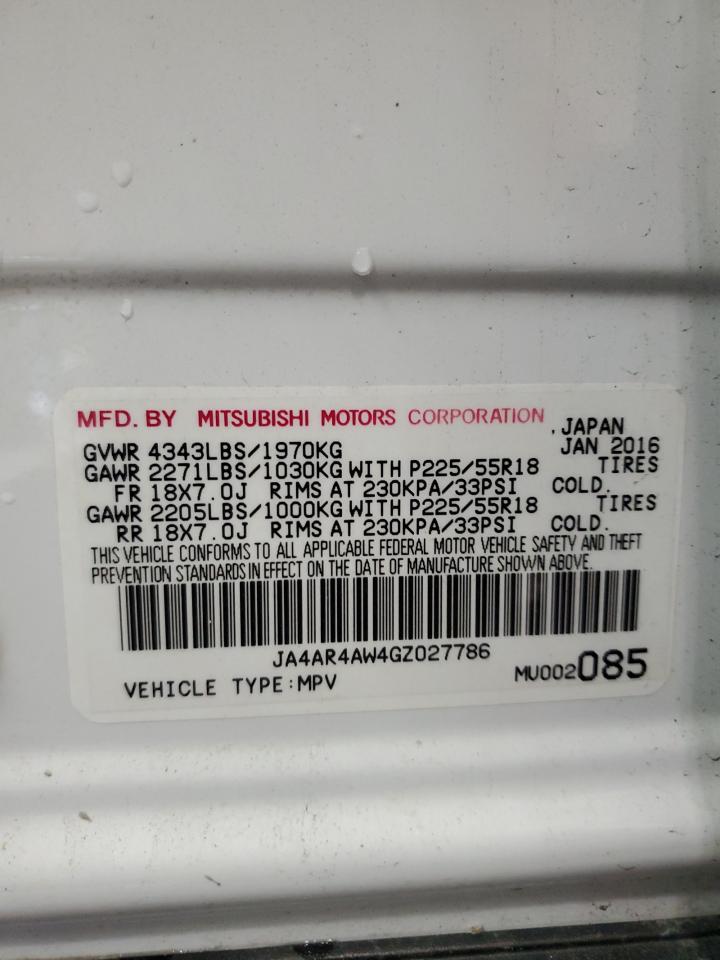 MFD. BY MITSUBISHI MOTORS CORPORATION , JAPAN
GVWR 4343LBS/1970KG JAN 2016
GAWR 2271LBS/1030KG WITH P225/55R18 TIRES
FR 18X7.0J RIMS AT 230KPA/33PSI COLD.
GAWR 2205LBS/1000KG WITH P225/55R18 TIRES
RR 18X7.0J RIMS AT 230KPA/33PSI COLD.
THIS VEHICLE CONFORMS TO ALL APPLICABLE FEDERAL MOTOR VEHICLE SAFETY AND THEFT
PREVENTION STANDARDS IN EFFECT ON THE DATE OF MANUFACTURE SHOWN ABOVE.
JA4AR4AW4GZ027786
VEHICLE TYPE:MPV MU002085